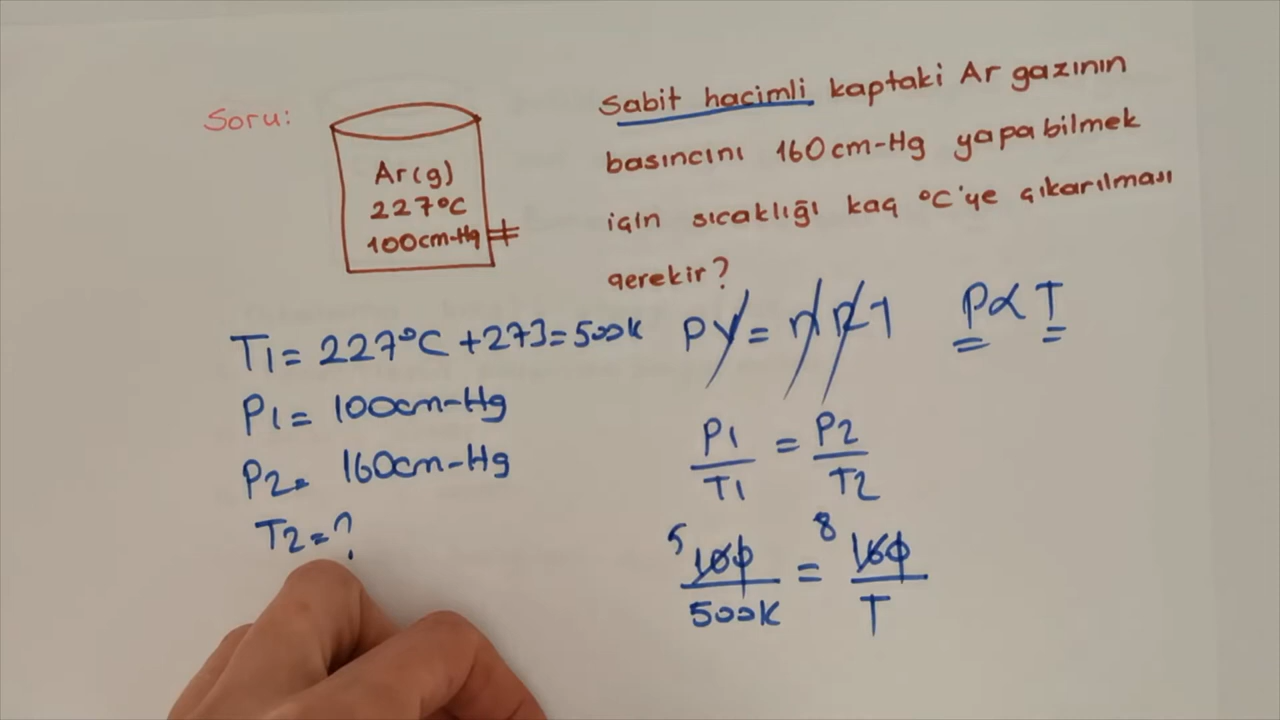 Soru:
Ar(g)
227°C
100cm-Hg
Sabit hacimli kaptaki Ar gazının
basıncını 160cm-Hg yapabilmek
için sıcaklığı kaç °C'ye çıkarılması
gerekir?
T1 = 227°C +273=500K
P1 = 100cm-Hg
P2 = 160cm-Hg
T2 = ?
PV = nRT P∝T
P1/T1 = P2/T2
5 8
100/500K = 160/T